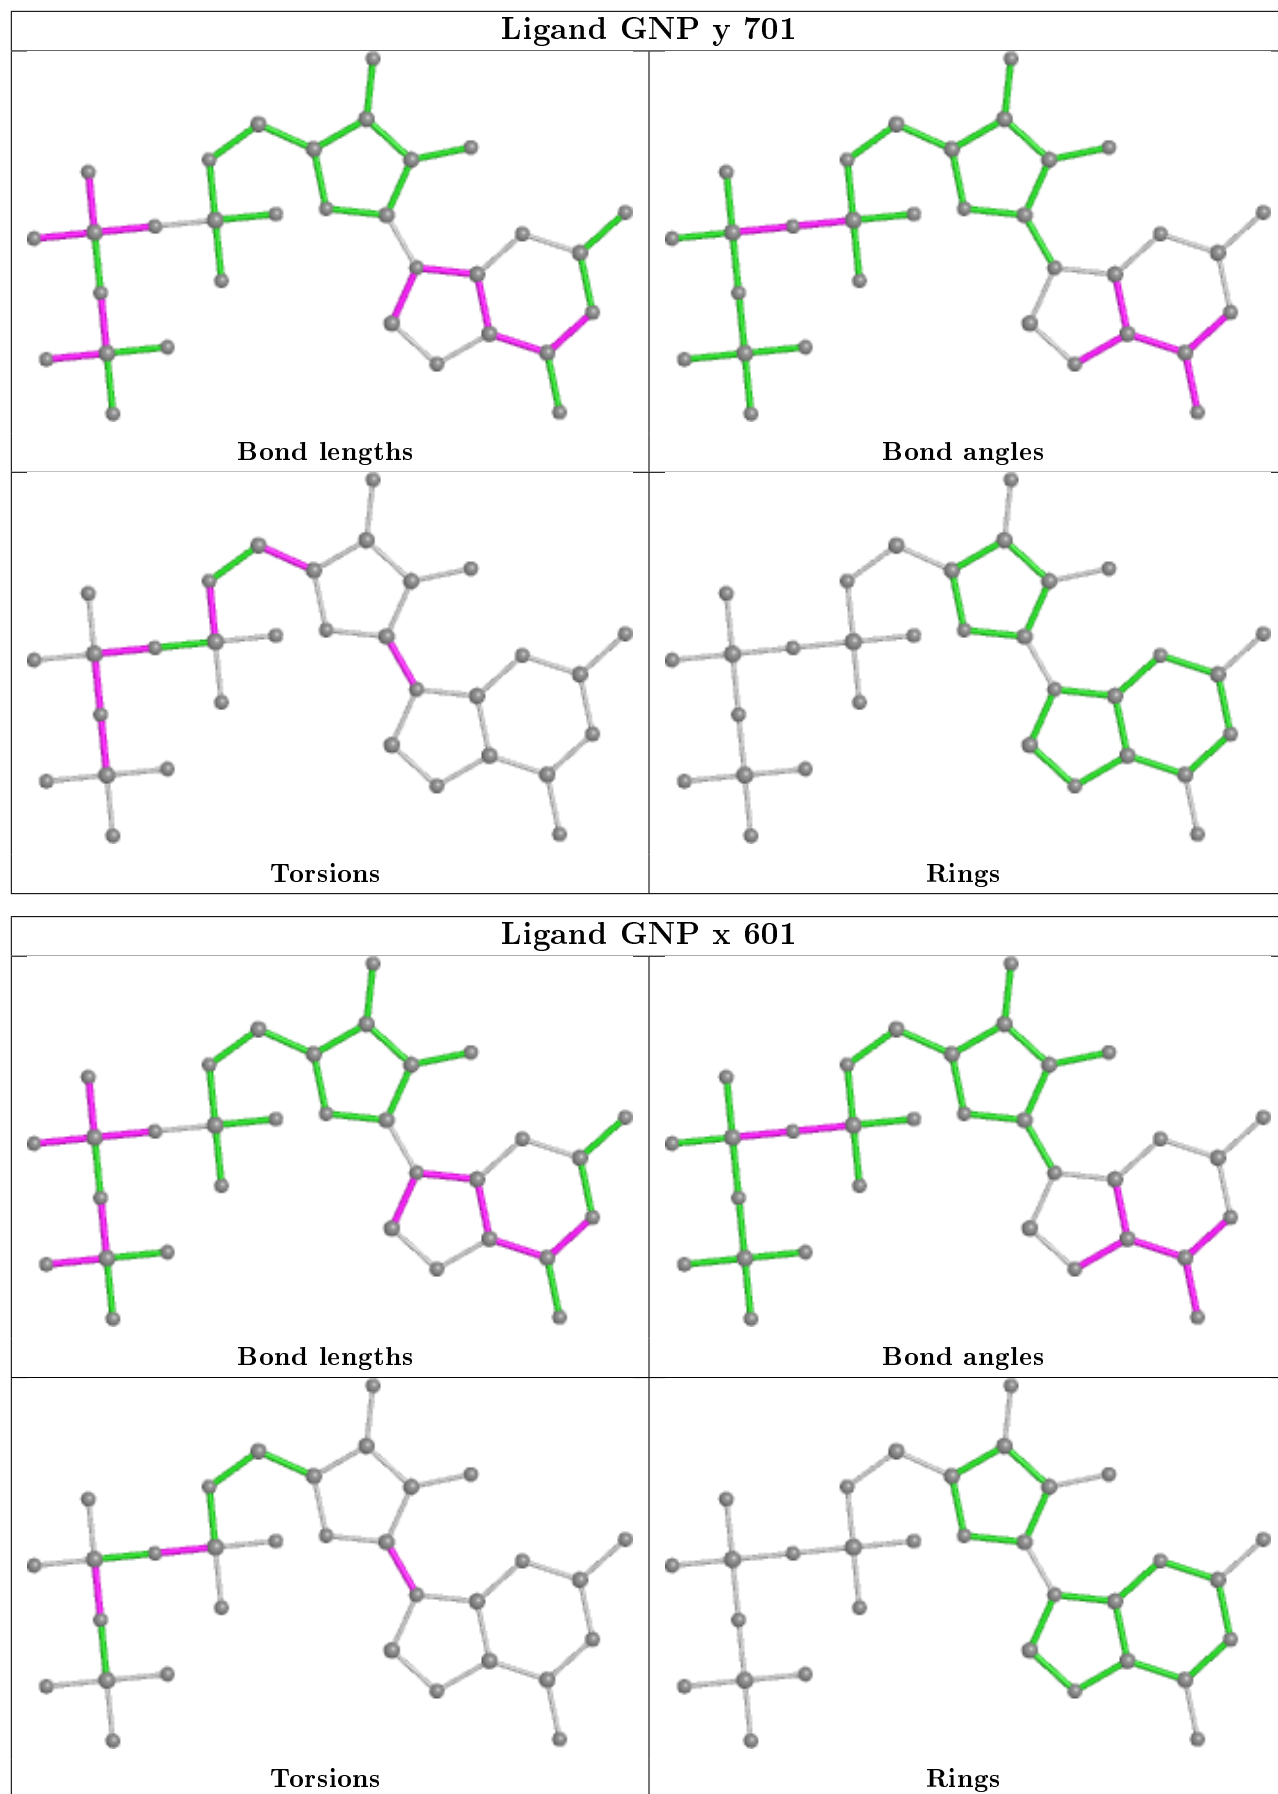 Ligand GNP y 701
Bond lengths
Bond angles
Torsions
Rings
Ligand GNP x 601
Bond lengths
Bond angles
Torsions
Rings